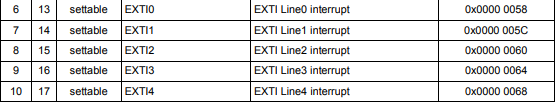 6 13 settable EXTI0 EXTI Line0 interrupt 0x0000 0058
7 14 settable EXTI1 EXTI Line1 interrupt 0x0000 005C
8 15 settable EXTI2 EXTI Line2 interrupt 0x0000 0060
9 16 settable EXTI3 EXTI Line3 interrupt 0x0000 0064
10 17 settable EXTI4 EXTI Line4 interrupt 0x0000 0068